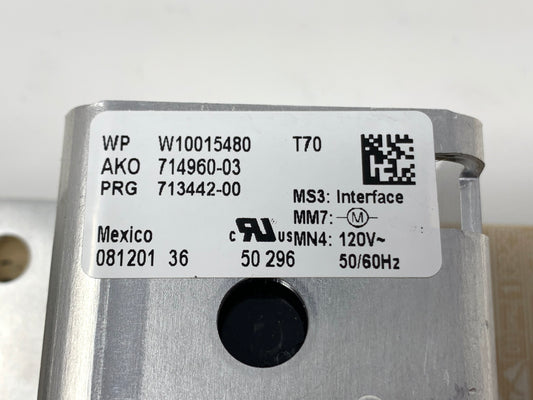 WP W10015480 T70
AKO 714960-03
PRG 713442-00
MS3: Interface
MM7: M
Mexico c US MN4: 120V~
081201 36 50 296 50/60Hz